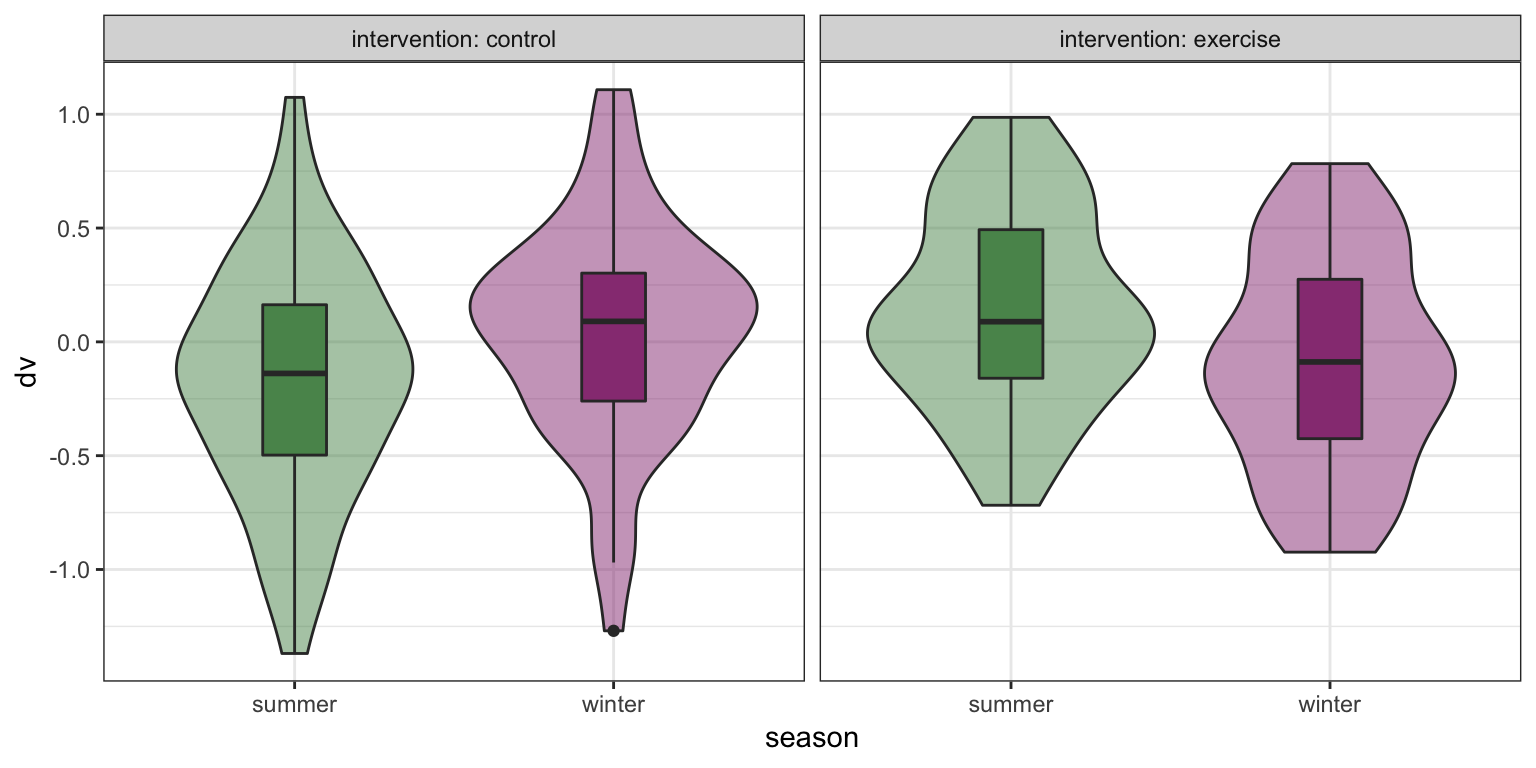 intervention: control
intervention: exercise
1.0
0.5
0.0
-0.5
-1.0
dv
summer
winter
summer
winter
season